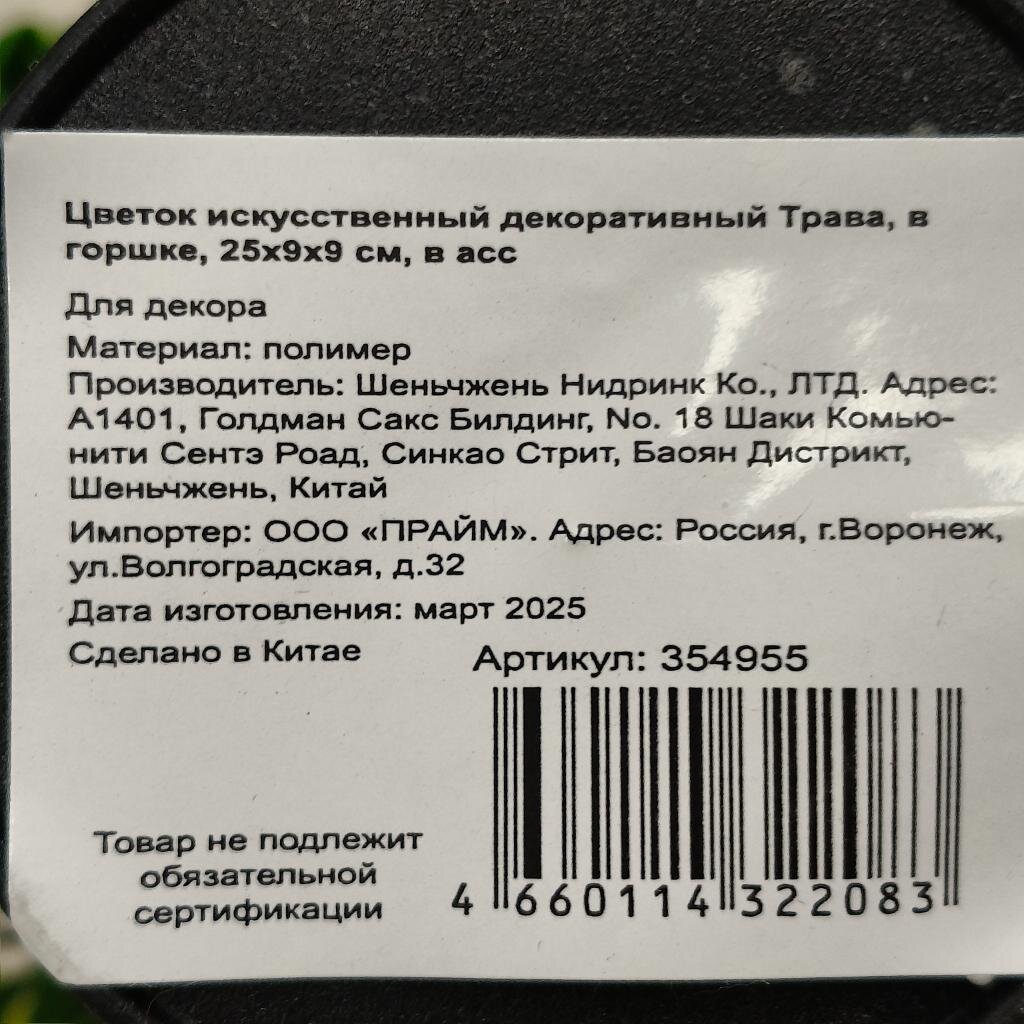 Цветок искусственный декоративный Трава, в
горшке, 25х9х9 см, в асс
Для декора
Материал: полимер
Производитель: Шеньчжень Нидринк Ко., ЛТД. Адрес:
А1401, Голдман Сакс Билдинг, No. 18 Шаки Комью-
нити Сентэ Роад, Синкао Стрит, Баоян Дистрикт,
Шеньчжень, Китай
Импортер: ООО «ПРАЙМ». Адрес: Россия, г.Воронеж,
ул.Волгоградская, д.32
Дата изготовления: март 2025
Сделано в Китае
Артикул: 354955
Товар не подлежит
обязательной
сертификации
4 660114 322083